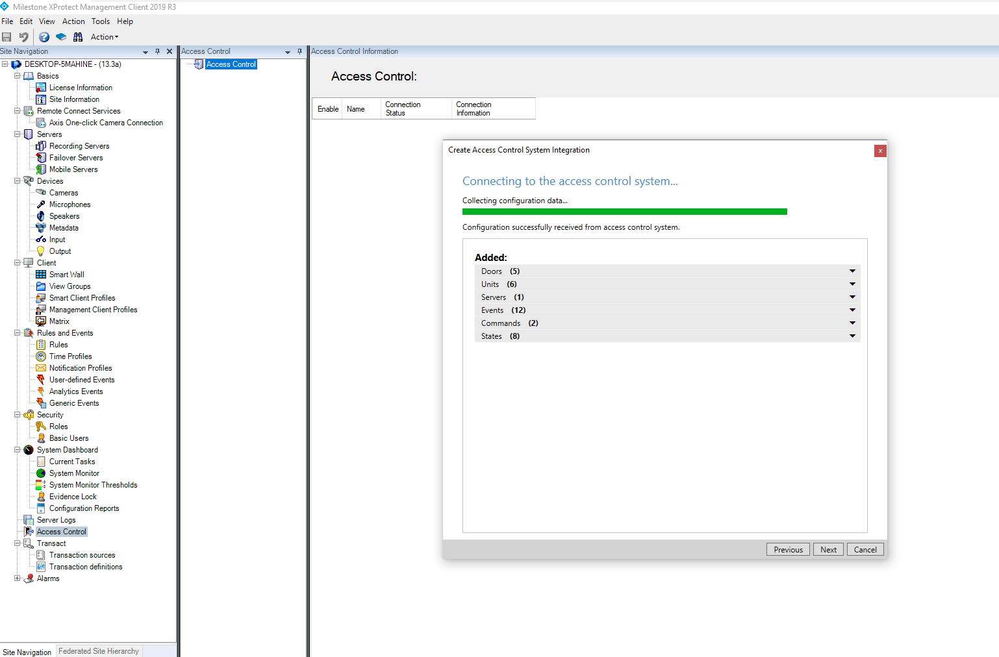 Milestone XProtect Management Client 2019 R3
File Edit View Action Tools Help
Action
Site Navigation
DESKTOP-5MAHINE - (13.3a)
Basics
License Information
Site Information
Remote Connect Services
Axis One-click Camera Connection
Servers
Recording Servers
Failover Servers
Mobile Servers
Devices
Cameras
Microphones
Speakers
Metadata
Input
Output
Client
Smart Wall
View Groups
Smart Client Profiles
Management Client Profiles
Matrix
Rules and Events
Rules
Time Profiles
Notification Profiles
User-defined Events
Analytics Events
Generic Events
Security
Roles
Basic Users
System Dashboard
Current Tasks
System Monitor
System Monitor Thresholds
Evidence Lock
Configuration Reports
Server Logs
Access Control
Transact
Transaction sources
Transaction definitions
Alarms
Site Navigation Federated Site Hierarchy
Access Control
Access Control
Access Control Information
Access Control:
Enable Name Connection Status Connection Information
Create Access Control System Integration
x
Connecting to the access control system...
Collecting configuration data...
Configuration successfully received from access control system.
Added:
Doors (5)
Units (6)
Servers (1)
Events (12)
Commands (2)
States (8)
Previous Next Cancel